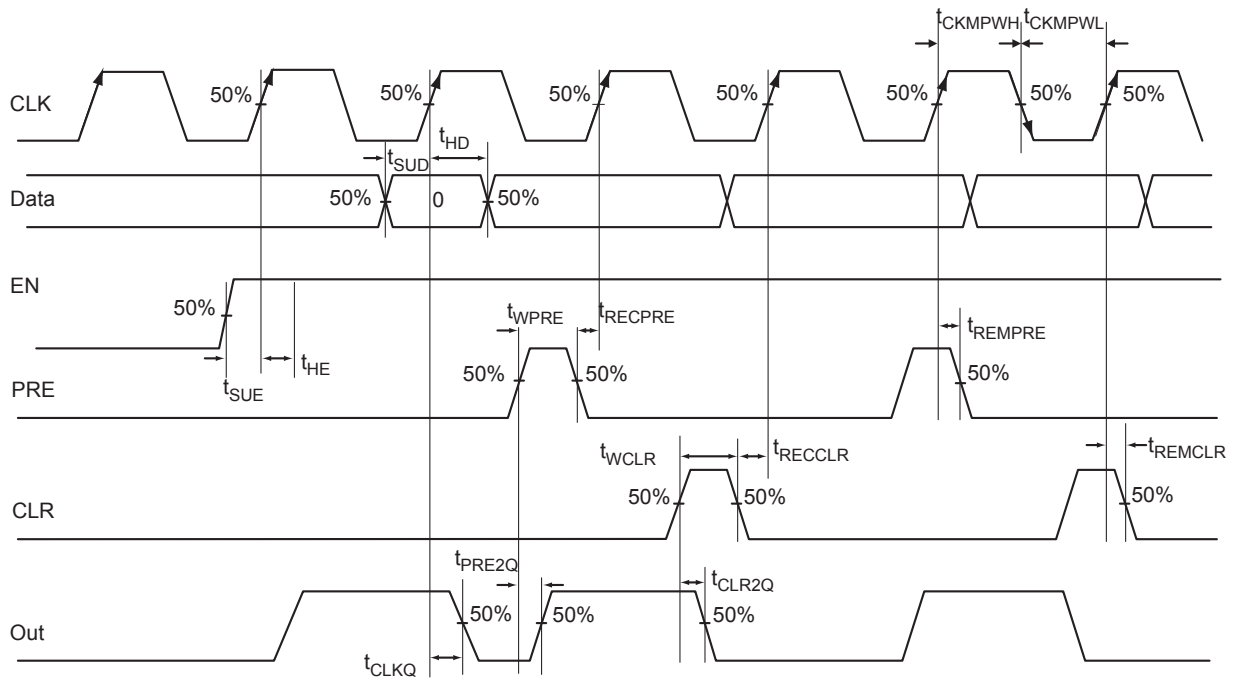 tCKMPWH tCKMPWL
CLK
50% 50% 50% 50% 50% 50% 50%
tSUD tHD
Data
50% 0 50%
EN
50%
tSUE tHE
tWPRE tRECPRE tREMPRE
PRE
50% 50% 50%
tWCLR tRECCLR tREMCLR
CLR
50% 50% 50%
tPRE2Q tCLR2Q
Out
50% 50% 50%
tCLKQ